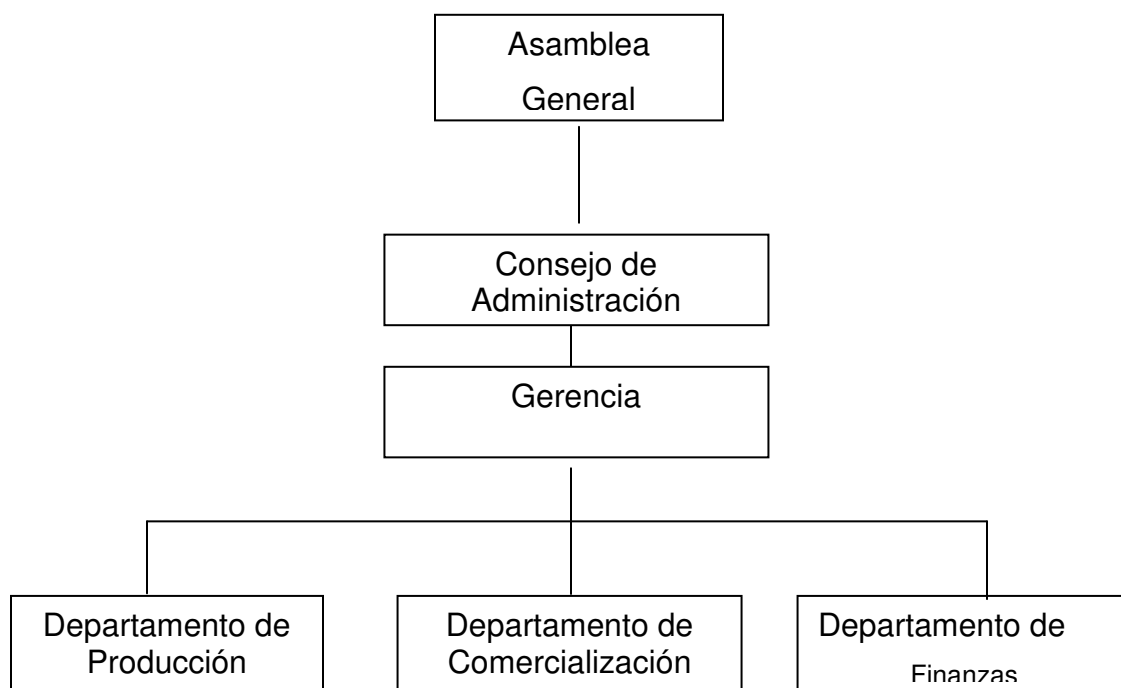 Asamblea
General
Consejo de
Administración
Gerencia
Departamento de
Producción
Departamento de
Comercialización
Departamento de
Finanzas